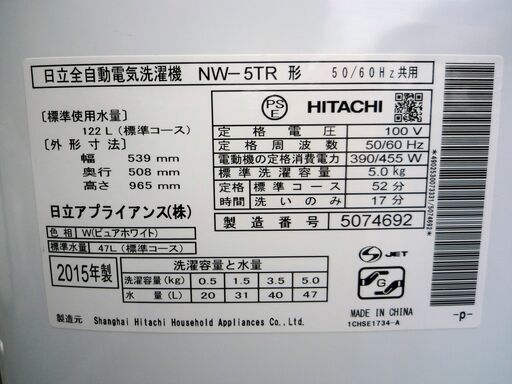 日立全自動電気洗濯機 NW-5TR 形 50/60Hz共用
[標準使用水量]
122L(標準コース)
[外形寸法]
幅 539 mm
奥行 508 mm
高さ 965 mm
日立アプライアンス(株)
色相 W(ピュアホワイト)
標準水量 47L(標準コース)
PS
E
HITACHI
定格電圧 100 V
定格周波数 50/60 Hz
電動機の定格消費電力 390/455 W
標準洗濯容量 5.0 kg
定格 標準コース 52 分
時間 洗いのみ 17 分
製造番号 5074692
2015年製
洗濯容量と水量
洗濯容量(kg) 0.5 1.5 3.5 5.0
水量(L) 20 31 40 47
S JET
G
MADE IN CHINA
1CHSE1734-A
-p-
製造元 Shanghai Hitachi Household Appliances Co.,Ltd.